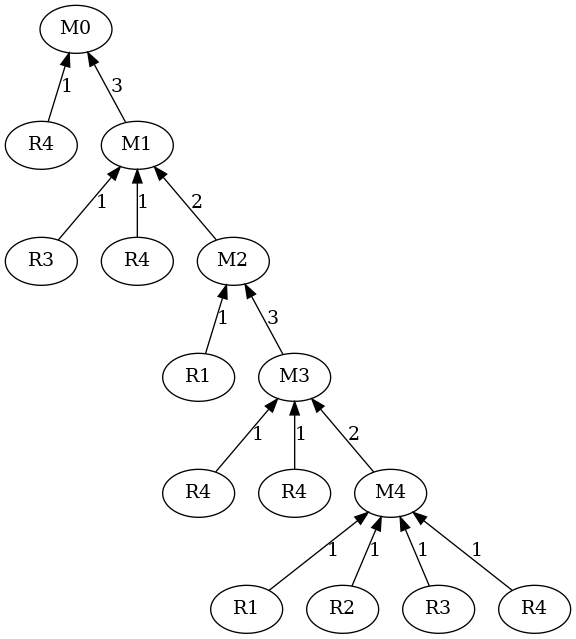 M0
1 3
R4 M1
1 1 2
R3 R4 M2
1 3
R1 M3
1 1 2
R4 R4 M4
1 1 1 1
R1 R2 R3 R4